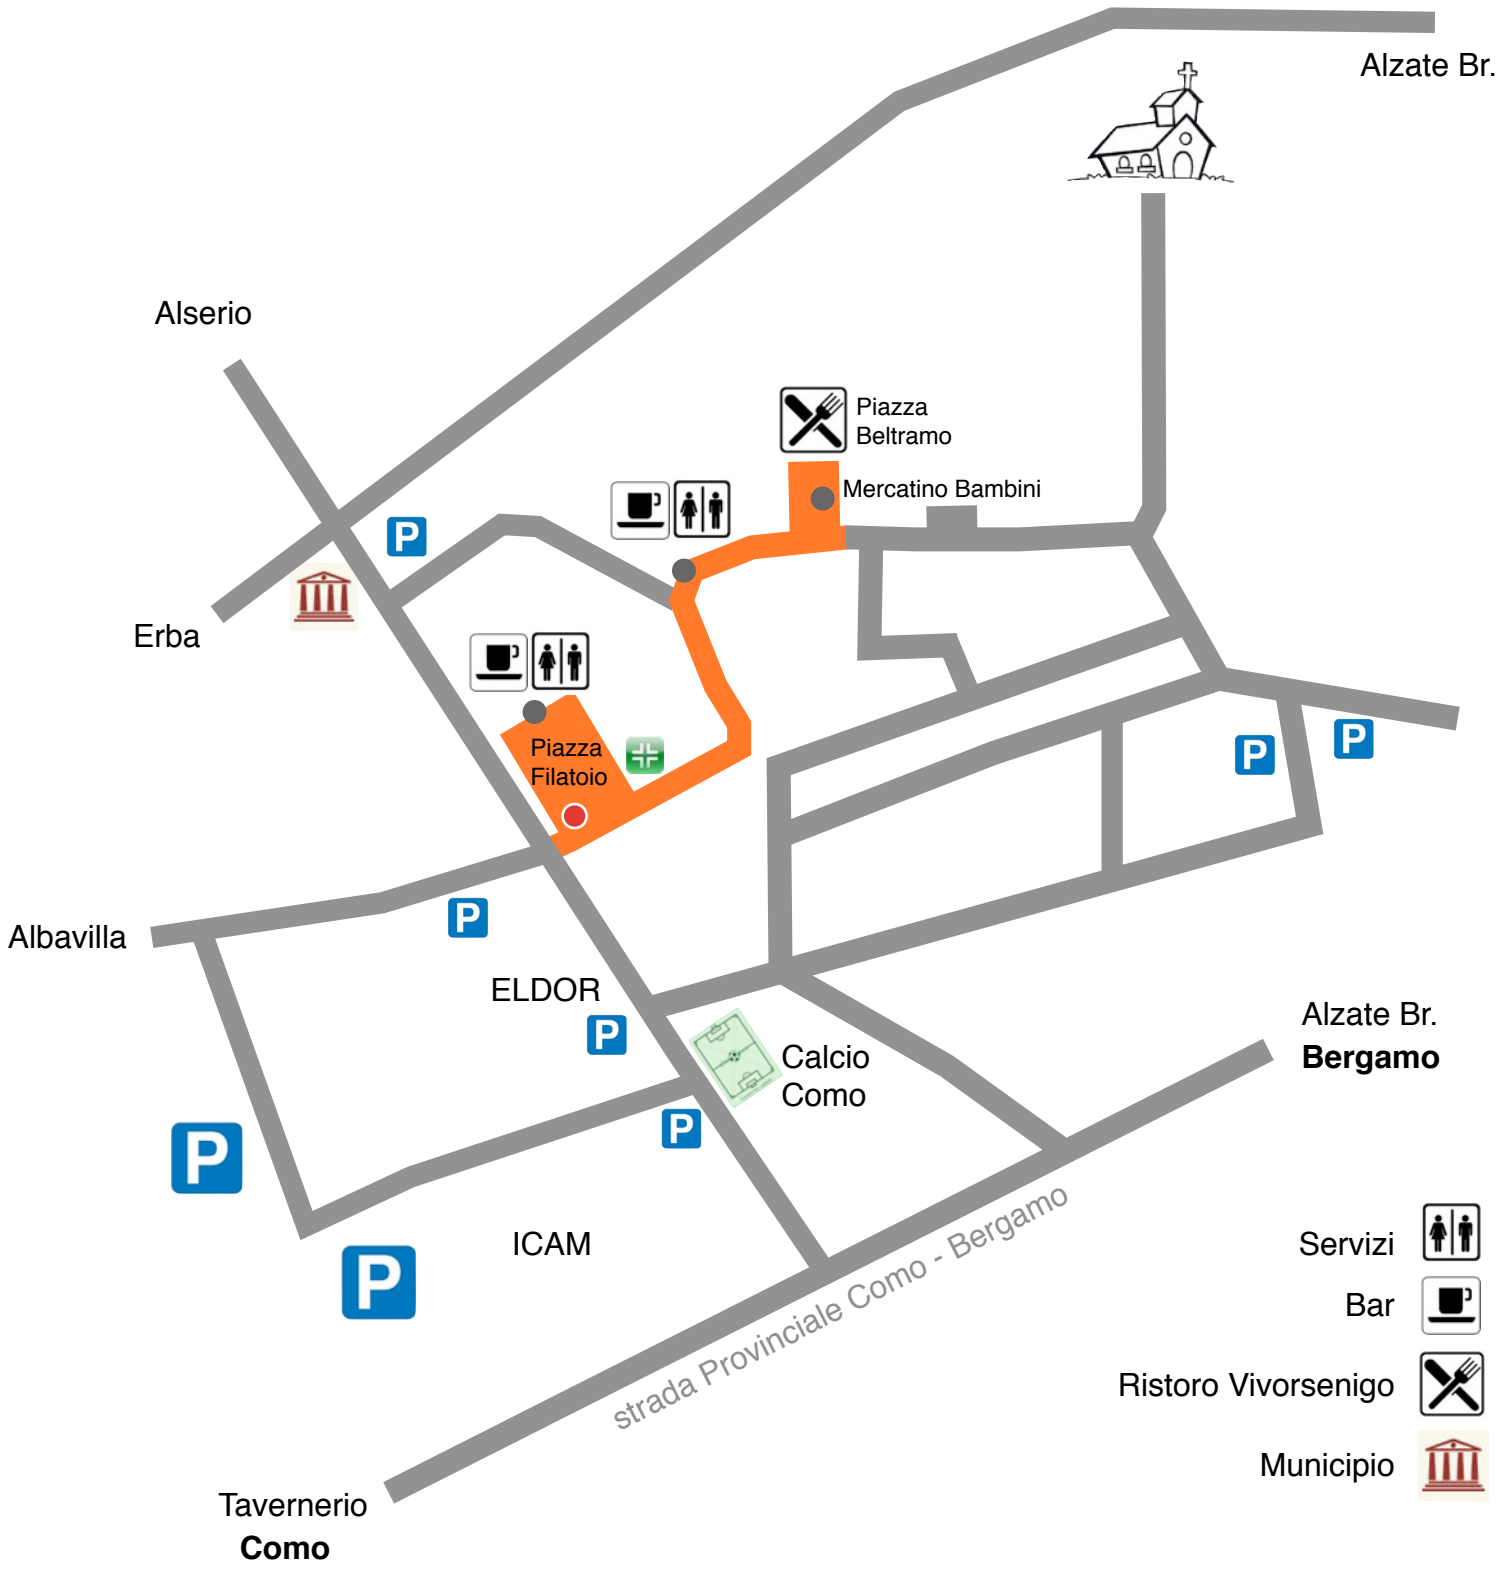 Alzate Br.
Alserio
Piazza
Beltramo
Mercatino Bambini
P
Erba
Piazza
Filatoio
P
P
P
Albavilla
ELDOR
P
Calcio
Como
Alzate Br.
Bergamo
P
P
P
ICAM
strada Provinciale Como - Bergamo
Servizi
Bar
Ristoro Vivorsenigo
Municipio
Tavernerio
Como